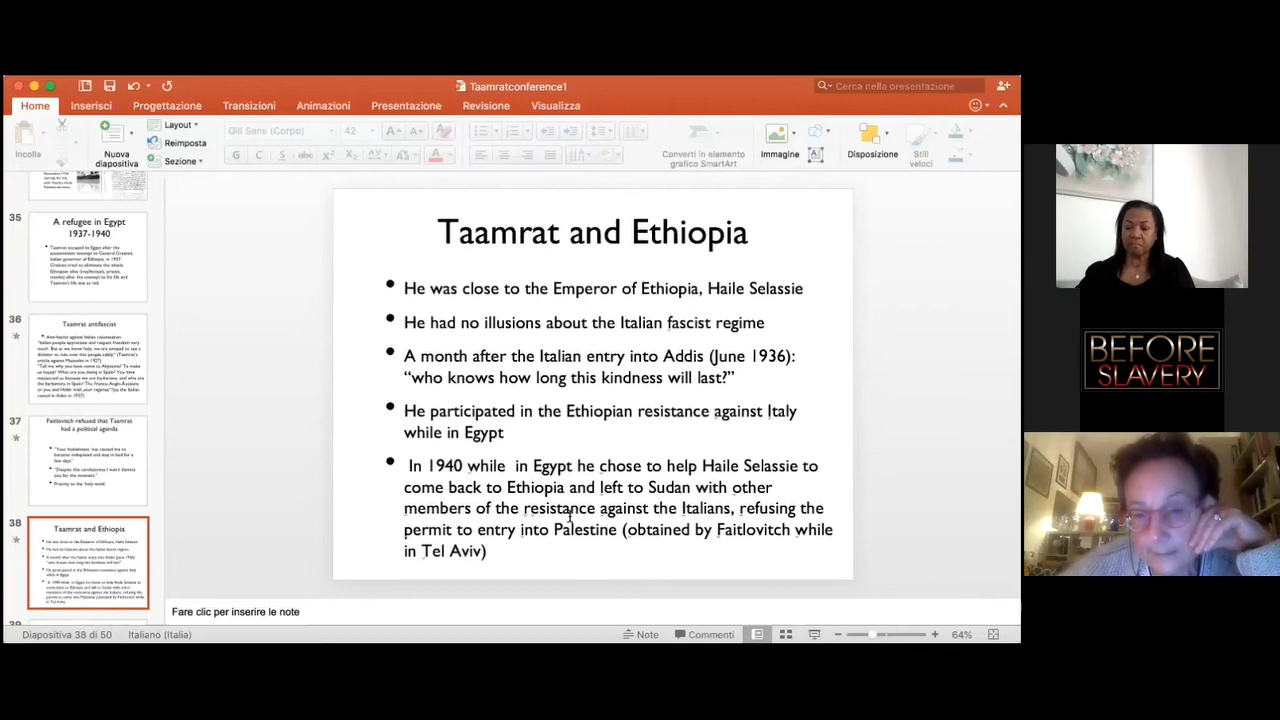 Taamratconference1
Cerca nella presentazione
Home
Inserisci
Progettazione
Transizioni
Animazioni
Presentazione
Revisione
Visualizza
Incolla
Nuova
diapositiva
Layout
Reimposta
Sezione
Gill Sans (Corpo)
42
G C S abc X² X₂
Converti in elemento
grafico SmartArt
Immagine
Disposizione
Stili
veloci
35
A refugee in Egypt
1937-1940
36
Taamrat antifascist
37
Faitlovitch refused that Taamrat
had a political agenda
38
Taamrat and Ethiopia
Taamrat and Ethiopia
• He was close to the Emperor of Ethiopia, Haile Selassie
• He had no illusions about the Italian fascist regime
• A month after the Italian entry into Addis (June 1936):
“who knows how long this kindness will last?”
• He participated in the Ethiopian resistance against Italy
while in Egypt
• In 1940 while in Egypt he chose to help Haile Selassie to
come back to Ethiopia and left to Sudan with other
members of the resistance against the Italians, refusing the
permit to entry into Palestine (obtained by Faitlovitch while
in Tel Aviv)
Fare clic per inserire le note
Diapositiva 38 di 50
Italiano (Italia)
Note
Commenti
64%
BEFORE
SLAVERY